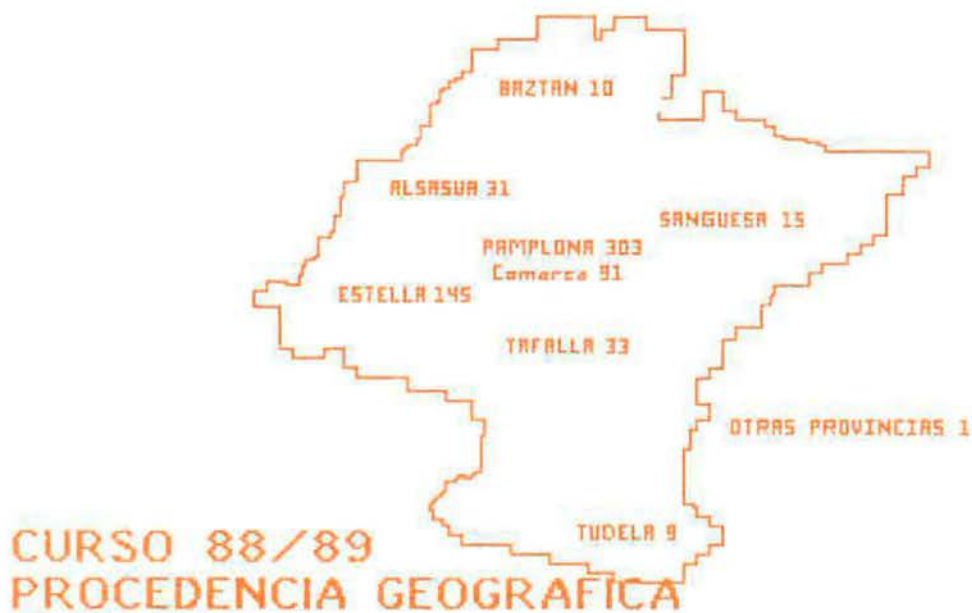 BAZTAN 10
ALSASUA 31
SANGUESA 15
PAMPLONA 303
Comarca 91
ESTELLA 145
TAFALLA 33
OTRAS PROVINCIAS 1
TUDELA 9
CURSO 88/89
PROCEDENCIA GEOGRAFICA